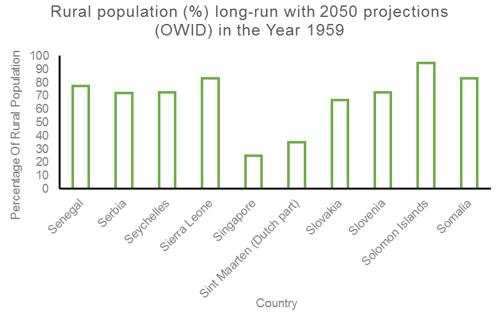 Rural population (%) long-run with 2050 projections
(OWID) in the Year 1959
Percentage Of Rural Population
100
90
80
70
60
50
40
30
20
10
0
Senegal
Serbia
Seychelles
Sierra Leone
Singapore
Sint Maarten (Dutch part)
Slovakia
Slovenia
Solomon Islands
Somalia
Country